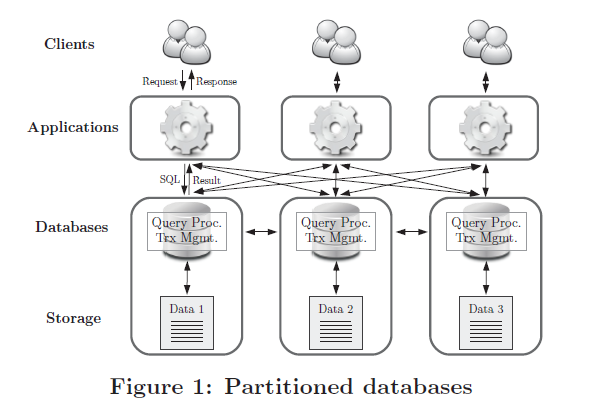 Clients
Request
Response
Applications
SQL
Result
Databases
Query Proc.
Trx Mgmt.
Query Proc.
Trx Mgmt.
Query Proc.
Trx Mgmt.
Storage
Data 1
Data 2
Data 3
Figure 1: Partitioned databases